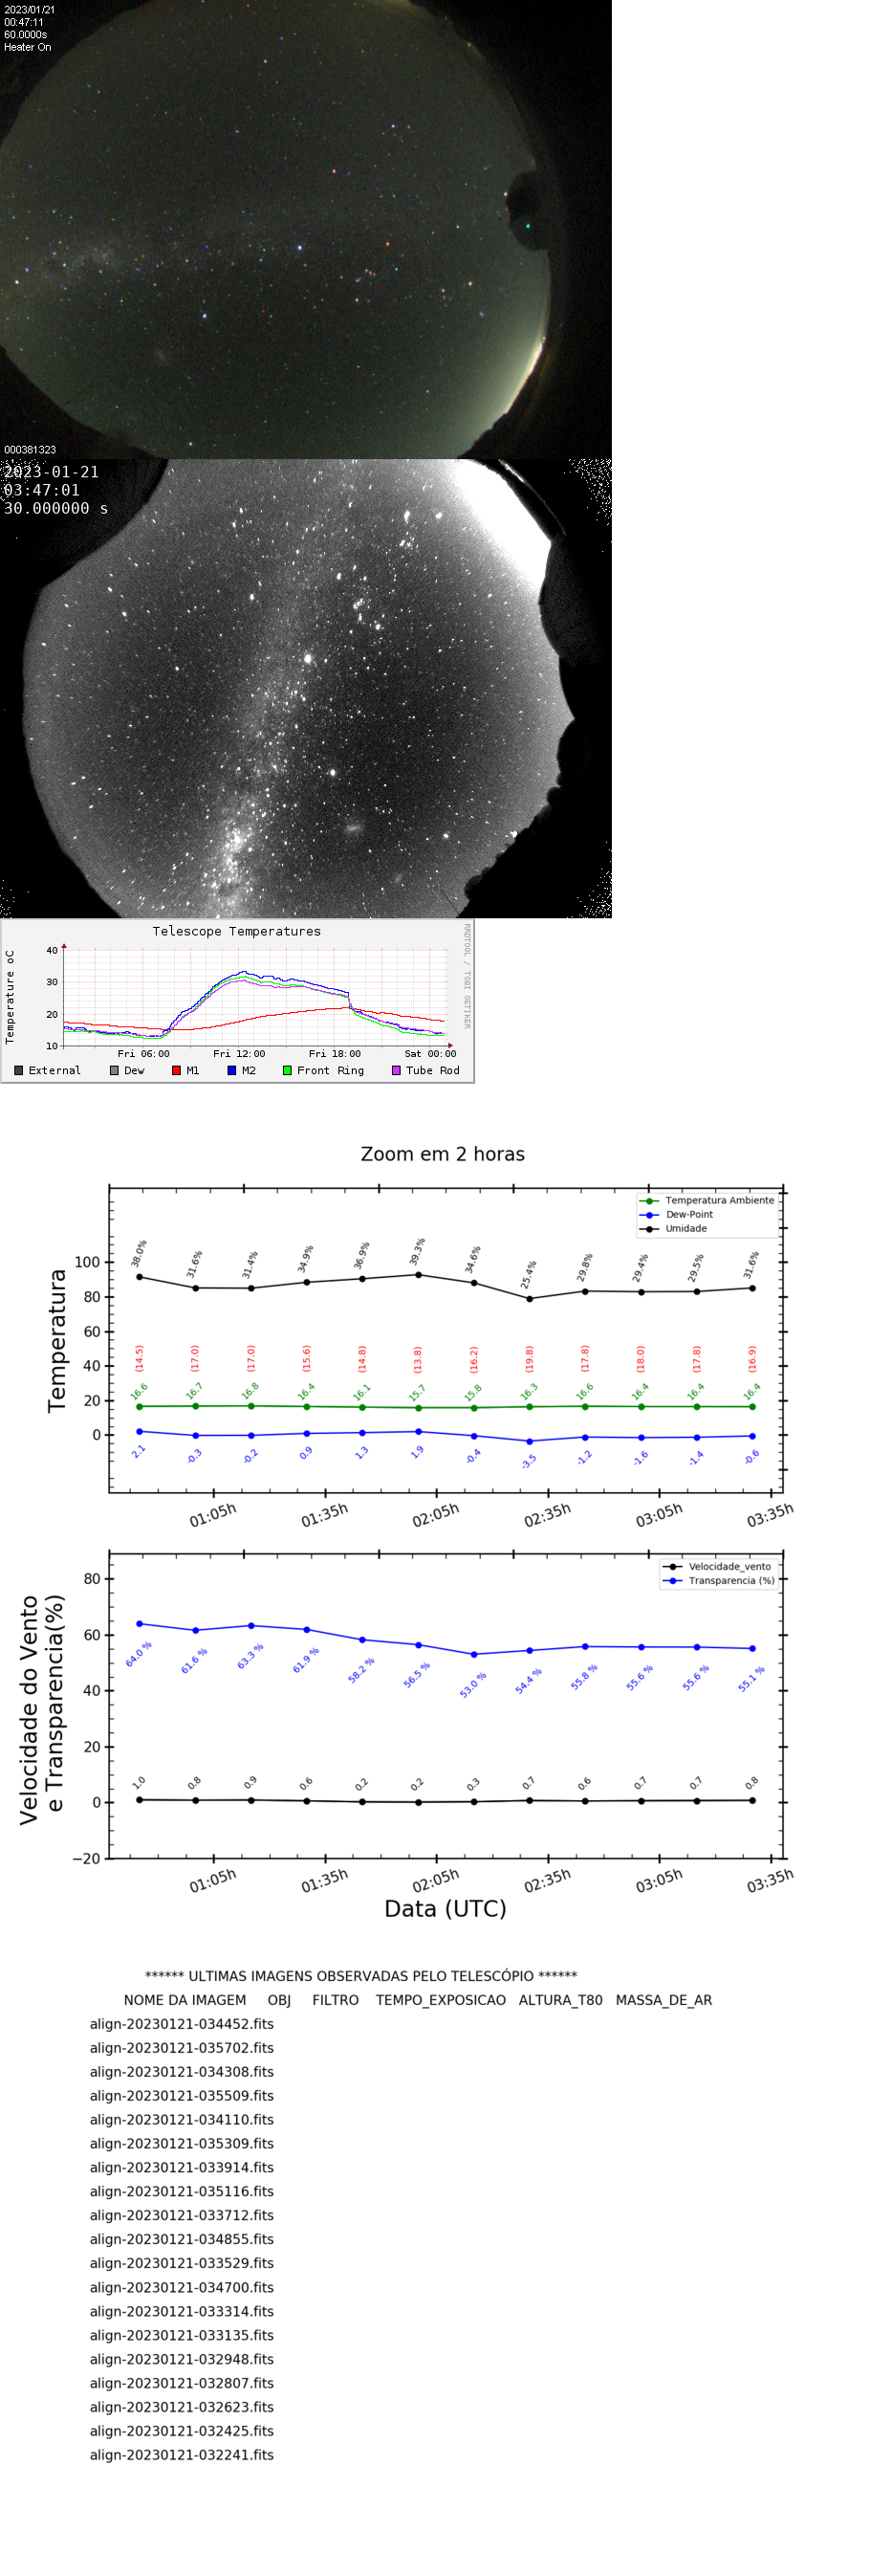 2023/01/21
00:47:11
60.0000s
Heater On
000381323
2023-01-21
03:47:01
30.000000 s
Telescope Temperatures
RRDTOOL / TOBI OETIKER
Temperature oC
40
30
20
10
Fri 06:00 Fri 12:00 Fri 18:00 Sat 00:00
External Dew M1 M2 Front Ring Tube Rod
Zoom em 2 horas
Temperatura Ambiente
Dew-Point
Umidade
Temperatura
100
80
60
40
20
0
38.0% 31.6% 31.4% 34.9% 36.9% 39.3% 34.6% 25.4% 29.8% 29.4% 29.5% 31.6%
(14.5) (17.0) (17.0) (15.6) (14.8) (13.8) (16.2) (19.8) (17.8) (18.0) (17.8) (16.9)
16.6 16.7 16.8 16.4 16.1 15.7 15.8 16.3 16.6 16.4 16.4 16.4
2.1 -0.3 -0.2 0.9 1.3 1.9 -0.4 -3.5 -1.2 -1.6 -1.4 -0.6
01:05h 01:35h 02:05h 02:35h 03:05h 03:35h
Velocidade_vento
Transparencia (%)
Velocidade do Vento
e Transparencia(%)
80
60
40
20
0
−20
64.0 % 61.6 % 63.3 % 61.9 % 58.2 % 56.5 % 53.0 % 54.4 % 55.8 % 55.6 % 55.6 % 55.1 %
1.0 0.8 0.9 0.6 0.2 0.2 0.3 0.7 0.6 0.7 0.7 0.8
01:05h 01:35h 02:05h 02:35h 03:05h 03:35h
Data (UTC)
****** ULTIMAS IMAGENS OBSERVADAS PELO TELESCÓPIO ******
NOME DA IMAGEM OBJ FILTRO TEMPO_EXPOSICAO ALTURA_T80 MASSA_DE_AR
align-20230121-034452.fits
align-20230121-035702.fits
align-20230121-034308.fits
align-20230121-035509.fits
align-20230121-034110.fits
align-20230121-035309.fits
align-20230121-033914.fits
align-20230121-035116.fits
align-20230121-033712.fits
align-20230121-034855.fits
align-20230121-033529.fits
align-20230121-034700.fits
align-20230121-033314.fits
align-20230121-033135.fits
align-20230121-032948.fits
align-20230121-032807.fits
align-20230121-032623.fits
align-20230121-032425.fits
align-20230121-032241.fits